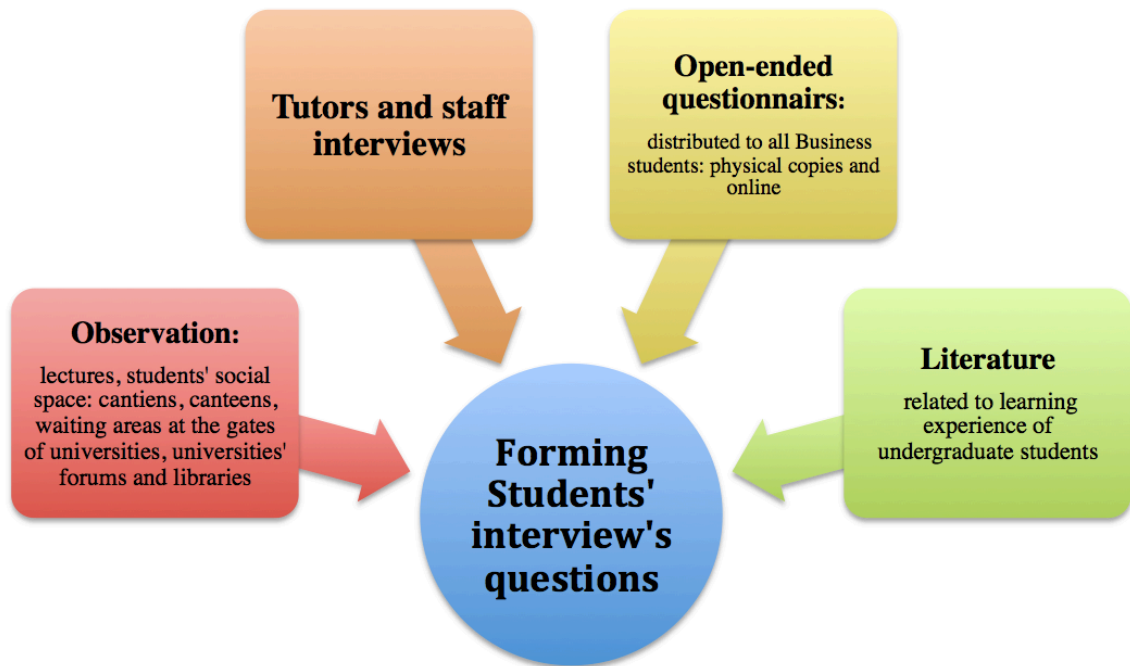 Tutors and staff
interviews
Open-ended
questionnairs:
distributed to all Business
students: physical copies and
online
Observation:
lectures, students' social
space: cantiens, canteens,
waiting areas at the gates
of universities, universities'
forums and libraries
Literature
related to learning
experience of
undergraduate students
Forming
Students'
interview's
questions